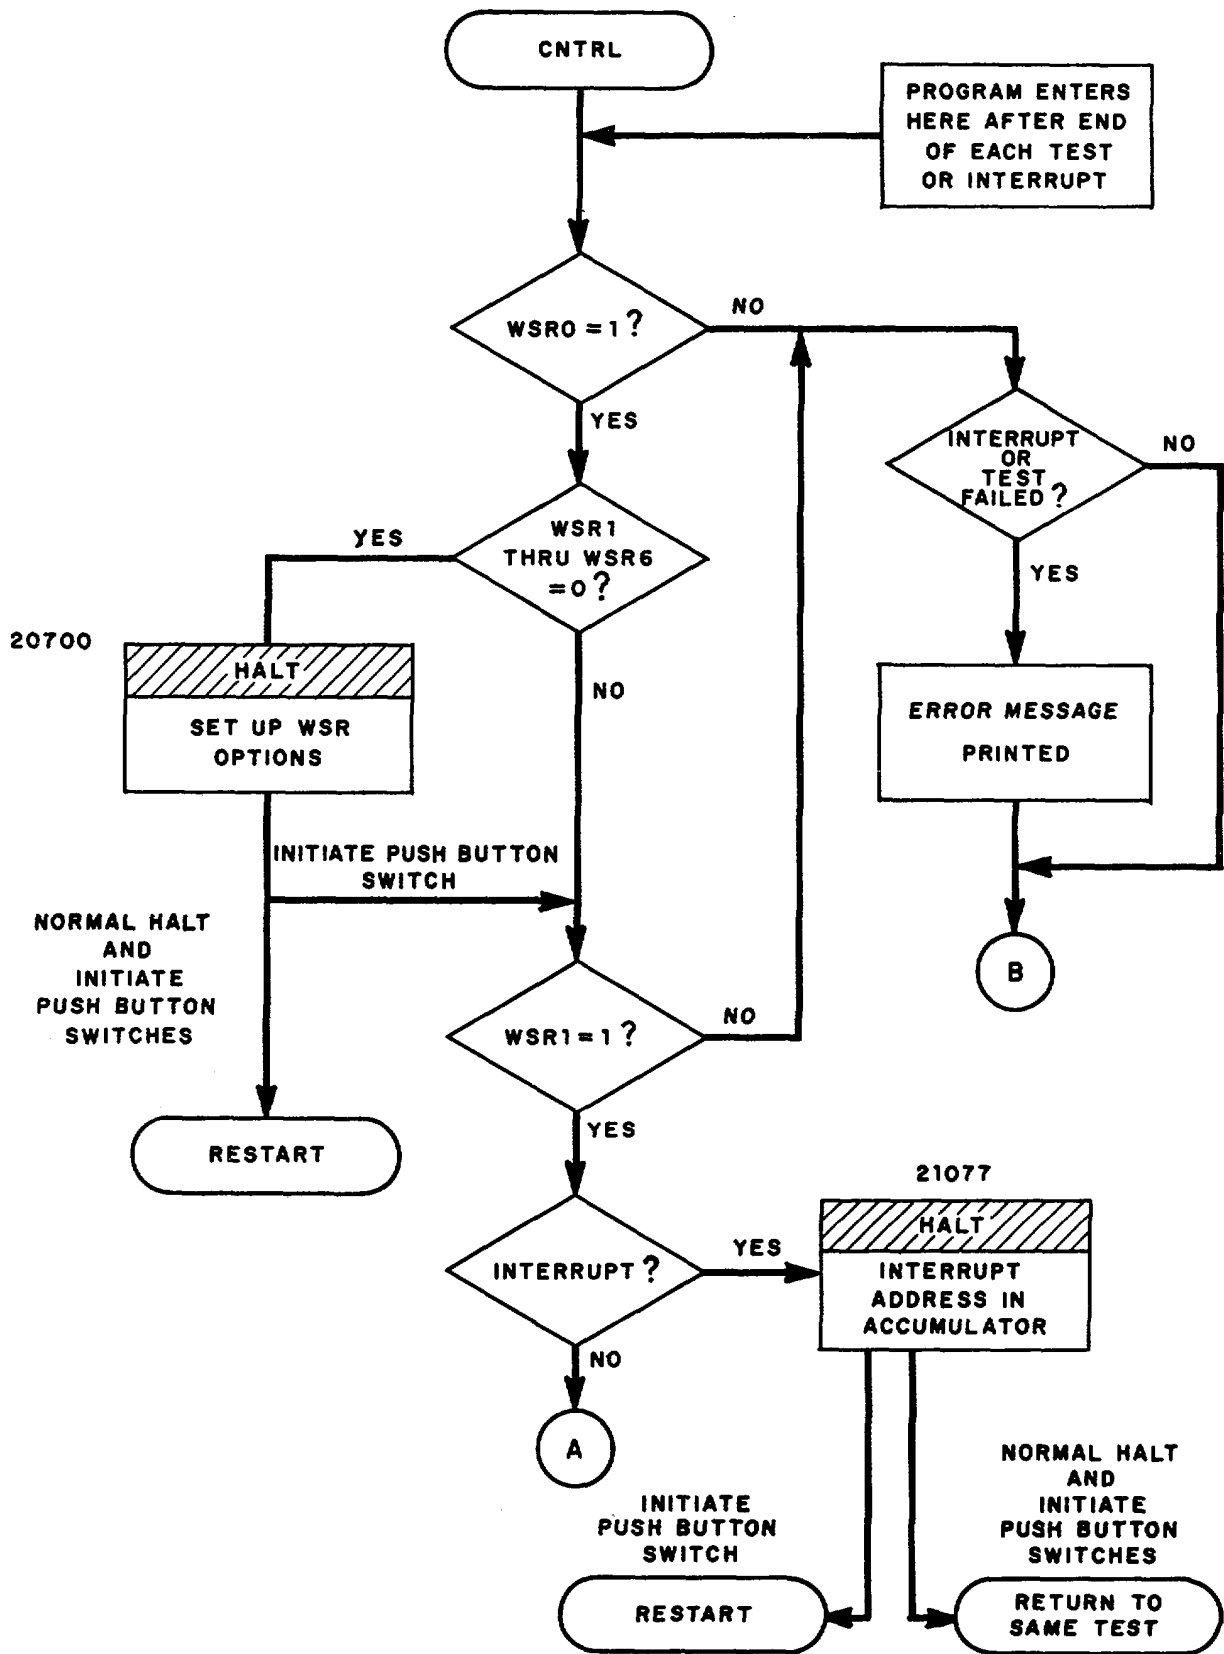 CNTRL
PROGRAM ENTERS
HERE AFTER END
OF EACH TEST
OR INTERRUPT
WSR0 = 1 ?
NO
YES
INTERRUPT
OR
TEST
FAILED ?
NO
YES
WSR1
THRU WSR6
= 0 ?
YES
NO
20700
HALT
SET UP WSR
OPTIONS
ERROR MESSAGE
PRINTED
INITIATE PUSH BUTTON
SWITCH
NORMAL HALT
AND
INITIATE
PUSH BUTTON
SWITCHES
B
WSR1 = 1 ?
NO
YES
RESTART
21077
HALT
INTERRUPT
ADDRESS IN
ACCUMULATOR
INTERRUPT ?
YES
NO
A
INITIATE
PUSH BUTTON
SWITCH
NORMAL HALT
AND
INITIATE
PUSH BUTTON
SWITCHES
RESTART
RETURN TO
SAME TEST